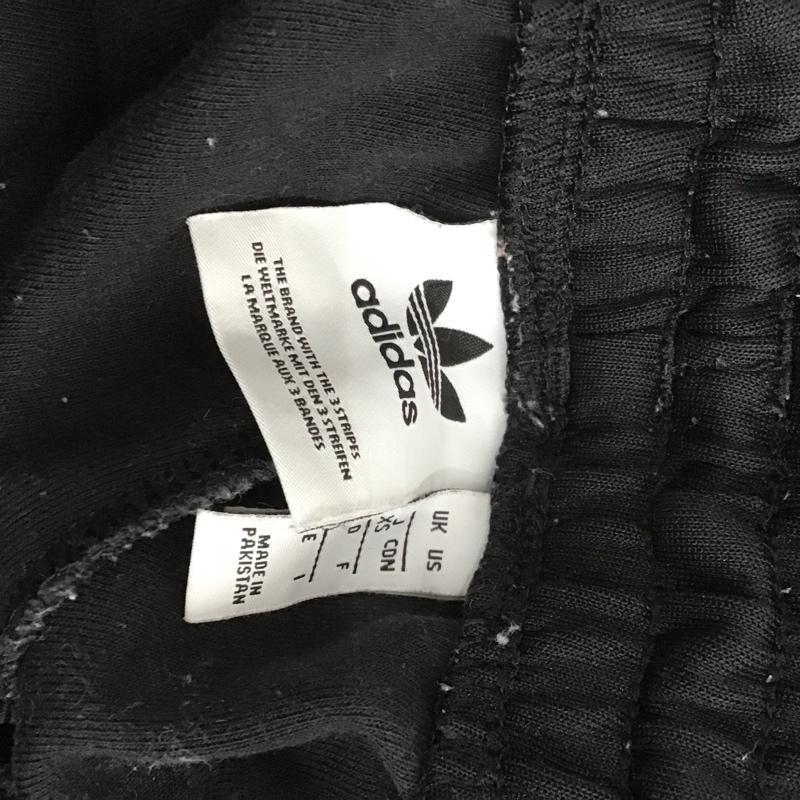 adidas
THE BRAND WITH THE 3 STRIPES
DIE WELTMARKE MIT DEN 3 STREIFEN
LA MARQUE AUX 3 BANDES
UK US
J CDN
XS
D F
E I
MADE IN
PAKISTAN